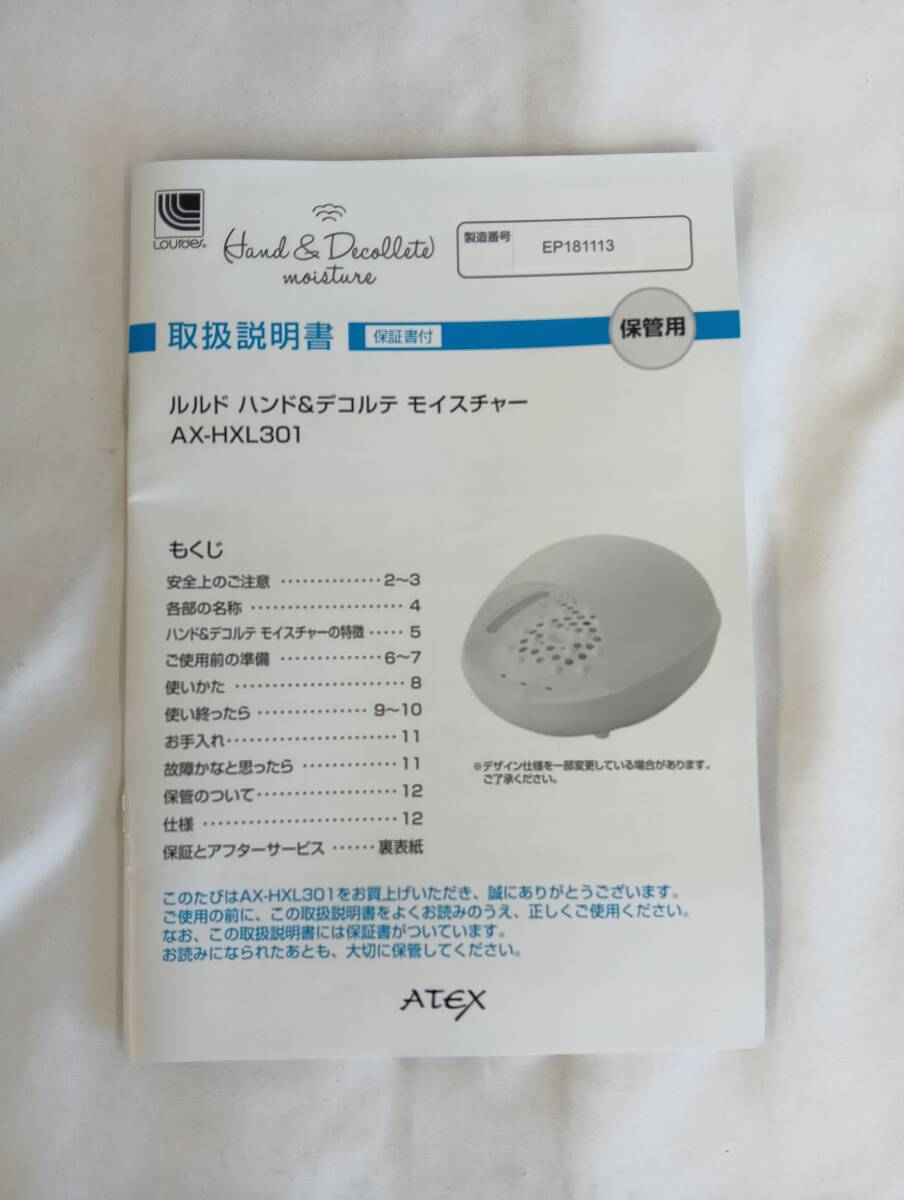 Lourdes®
Hand & Decollete
moisture
製造番号
EP181113
取扱説明書
保証書付
保管用
ルルド ハンド&デコルテ モイスチャー
AX-HXL301
もくじ
安全上のご注意 ‥‥‥‥‥‥‥ 2〜3
各部の名称 ‥‥‥‥‥‥‥‥‥‥ 4
ハンド&デコルテ モイスチャーの特徴 ‥‥‥ 5
ご使用前の準備 ‥‥‥‥‥‥‥ 6〜7
使いかた ‥‥‥‥‥‥‥‥‥‥‥ 8
使い終ったら ‥‥‥‥‥‥‥‥ 9〜10
お手入れ ‥‥‥‥‥‥‥‥‥‥‥ 11
故障かなと思ったら ‥‥‥‥‥‥ 11
保管のついて ‥‥‥‥‥‥‥‥‥ 12
仕様 ‥‥‥‥‥‥‥‥‥‥‥‥‥ 12
保証とアフターサービス ‥‥‥ 裏表紙
※デザイン仕様を一部変更している場合があります。
ご了承ください。
このたびはAX-HXL301をお買上げいただき、誠にありがとうございます。
ご使用の前に、この取扱説明書をよくお読みのうえ、正しくご使用ください。
なお、この取扱説明書には保証書がついています。
お読みになられたあとも、大切に保管してください。
ATEX